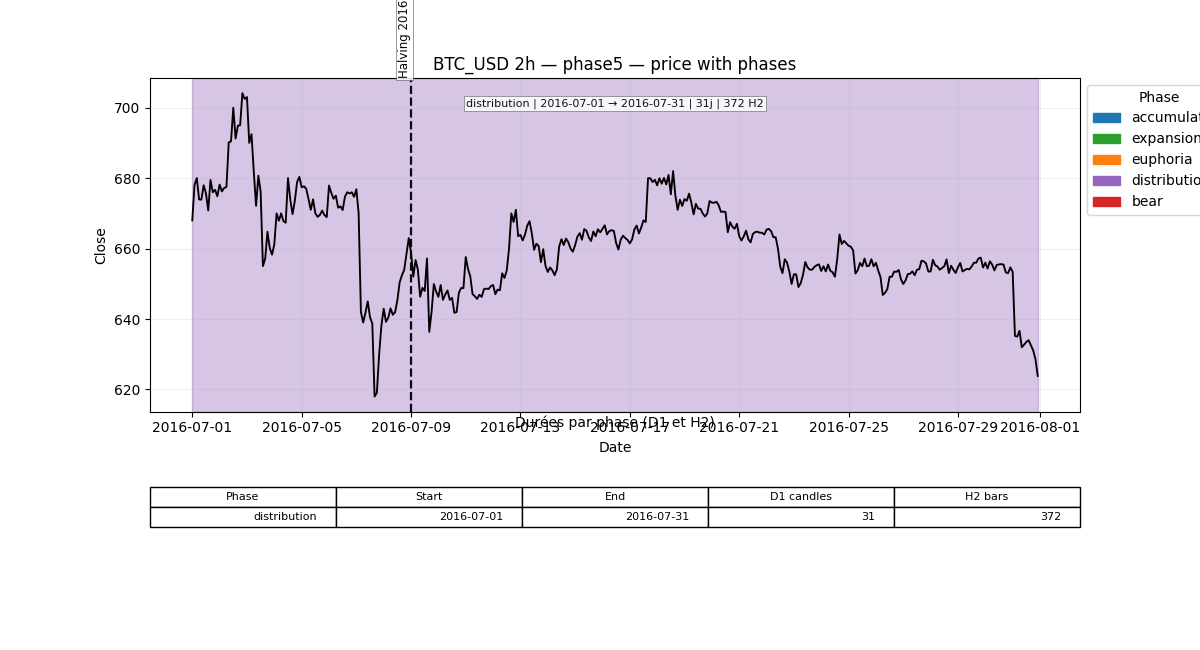 Halving 2016
BTC_USD 2h — phase5 — price with phases
distribution | 2016-07-01 → 2016-07-31 | 31j | 372 H2
Phase
accumulat
expansion
euphoria
distributio
bear
Close
700
680
660
640
620
2016-07-01 2016-07-05 2016-07-09 2016-07-13 2016-07-17 2016-07-21 2016-07-25 2016-07-29 2016-08-01
Durées par phase (D1 et H2)
Date
Phase Start End D1 candles H2 bars
distribution 2016-07-01 2016-07-31 31 372